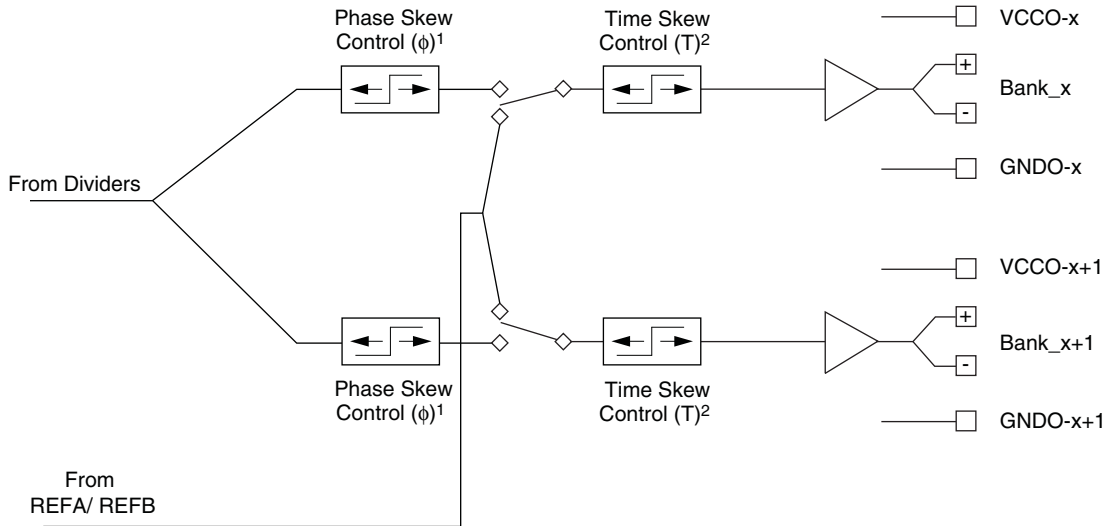 Phase Skew
Control (ϕ)¹
Time Skew
Control (T)²
VCCO-x
+
Bank_x
-
GNDO-x
From Dividers
VCCO-x+1
+
Bank_x+1
-
GNDO-x+1
Phase Skew
Control (ϕ)¹
Time Skew
Control (T)²
From
REFA/ REFB